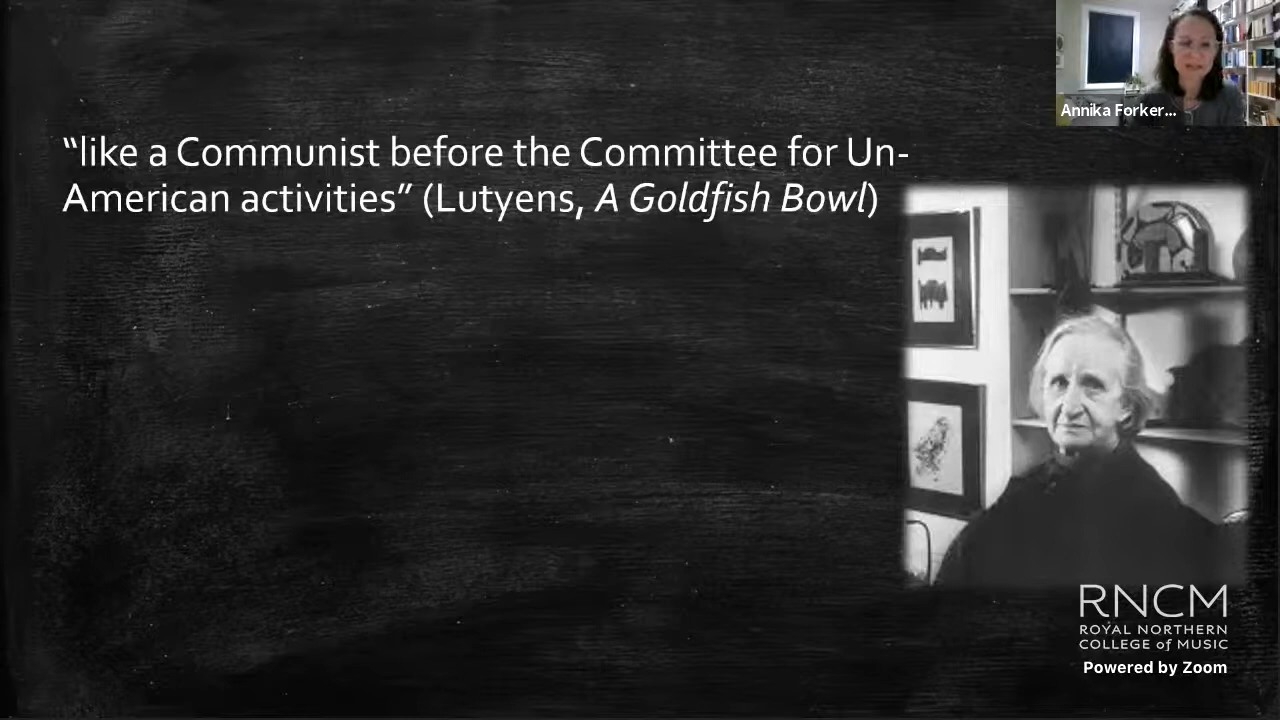 Annika Forker...
“like a Communist before the Committee for Un-
American activities” (Lutyens, A Goldfish Bowl)
RNCM
ROYAL NORTHERN
COLLEGE of MUSIC
Powered by Zoom